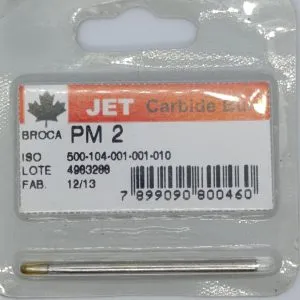 JET Carbide Bur
BROCA PM 2
ISO 500-104-001-001-010
LOTE
FAB. 12/13
7 899090 800460